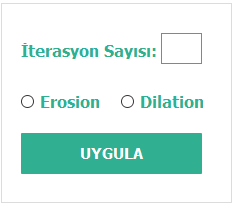 İterasyon Sayısı:
Erosion Dilation
UYGULA